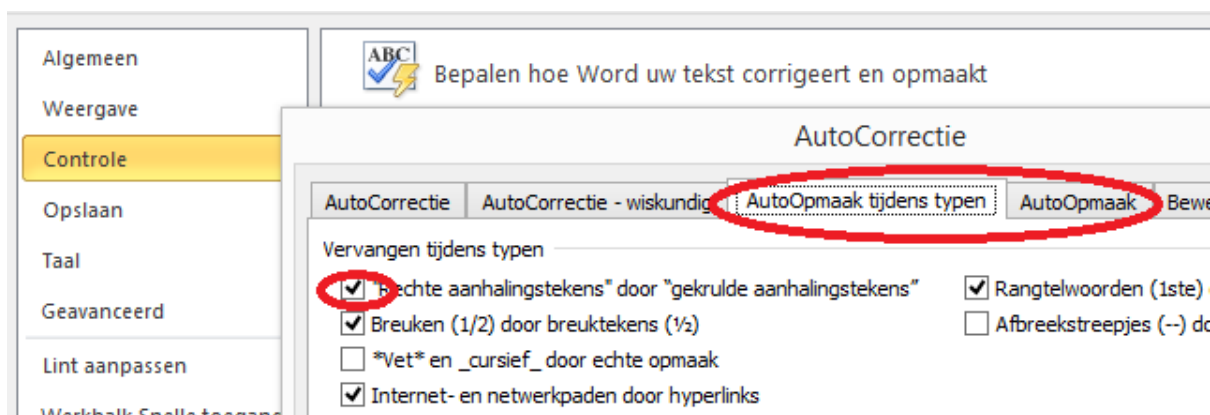 Algemeen
Weergave
Controle
Opslaan
Taal
Geavanceerd
Lint aanpassen
ABC
Bepalen hoe Word uw tekst corrigeert en opmaakt
AutoCorrectie
AutoCorrectie AutoCorrectie - wiskundig AutoOpmaak tijdens typen AutoOpmaak
Vervangen tijdens typen
"Rechte aanhalingstekens" door “gekrulde aanhalingstekens” Rangtelwoorden (1ste)
Breuken (1/2) door breuktekens (½) Afbreekstreepjes (--)
*Vet* en _cursief_ door echte opmaak
Internet- en netwerkpaden door hyperlinks